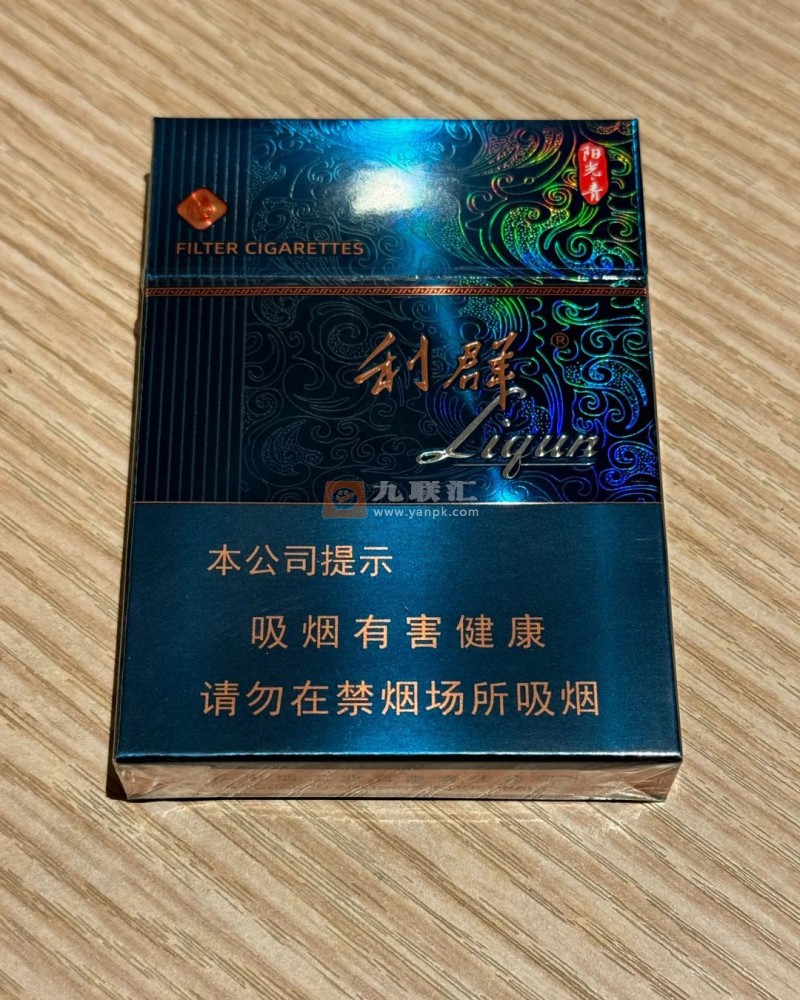 阳光·青
FILTER CIGARETTES
利群®
Liqun
九联汇
www.yanpk.com
本公司提示
吸烟有害健康
请勿在禁烟场所吸烟